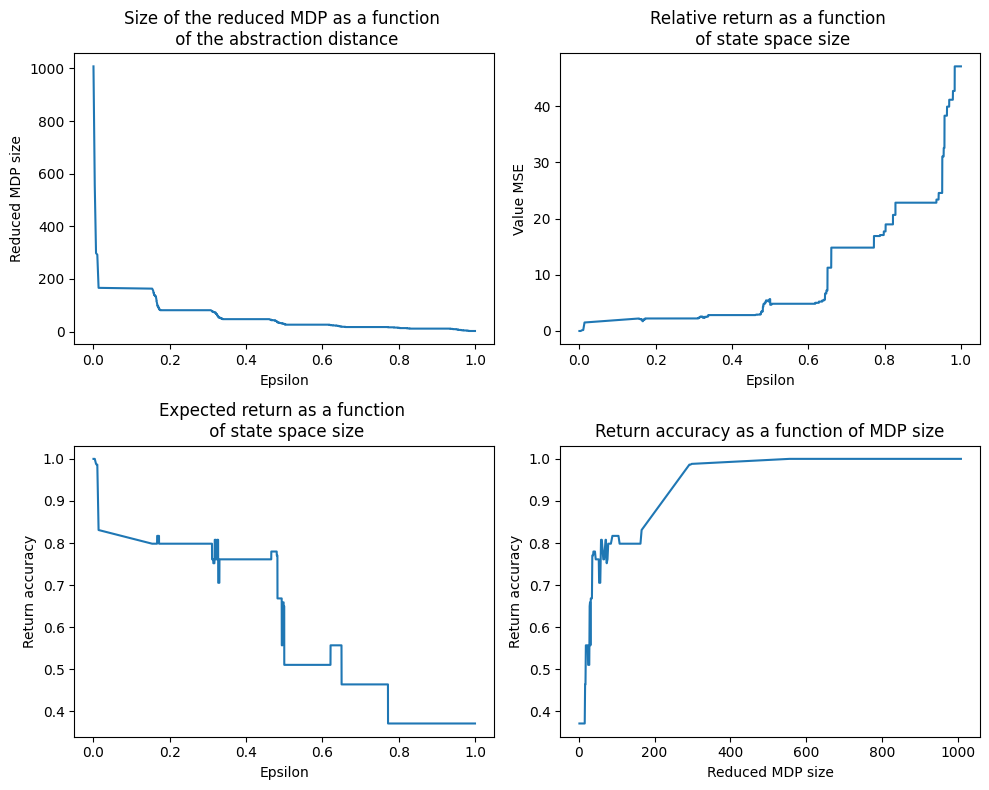 Size of the reduced MDP as a function
of the abstraction distance
Reduced MDP size
1000
800
600
400
200
0
0.0 0.2 0.4 0.6 0.8 1.0
Epsilon
Relative return as a function
of state space size
Value MSE
40
30
20
10
0
0.0 0.2 0.4 0.6 0.8 1.0
Epsilon
Expected return as a function
of state space size
Return accuracy
1.0
0.9
0.8
0.7
0.6
0.5
0.4
0.0 0.2 0.4 0.6 0.8 1.0
Epsilon
Return accuracy as a function of MDP size
Return accuracy
1.0
0.9
0.8
0.7
0.6
0.5
0.4
0 200 400 600 800 1000
Reduced MDP size